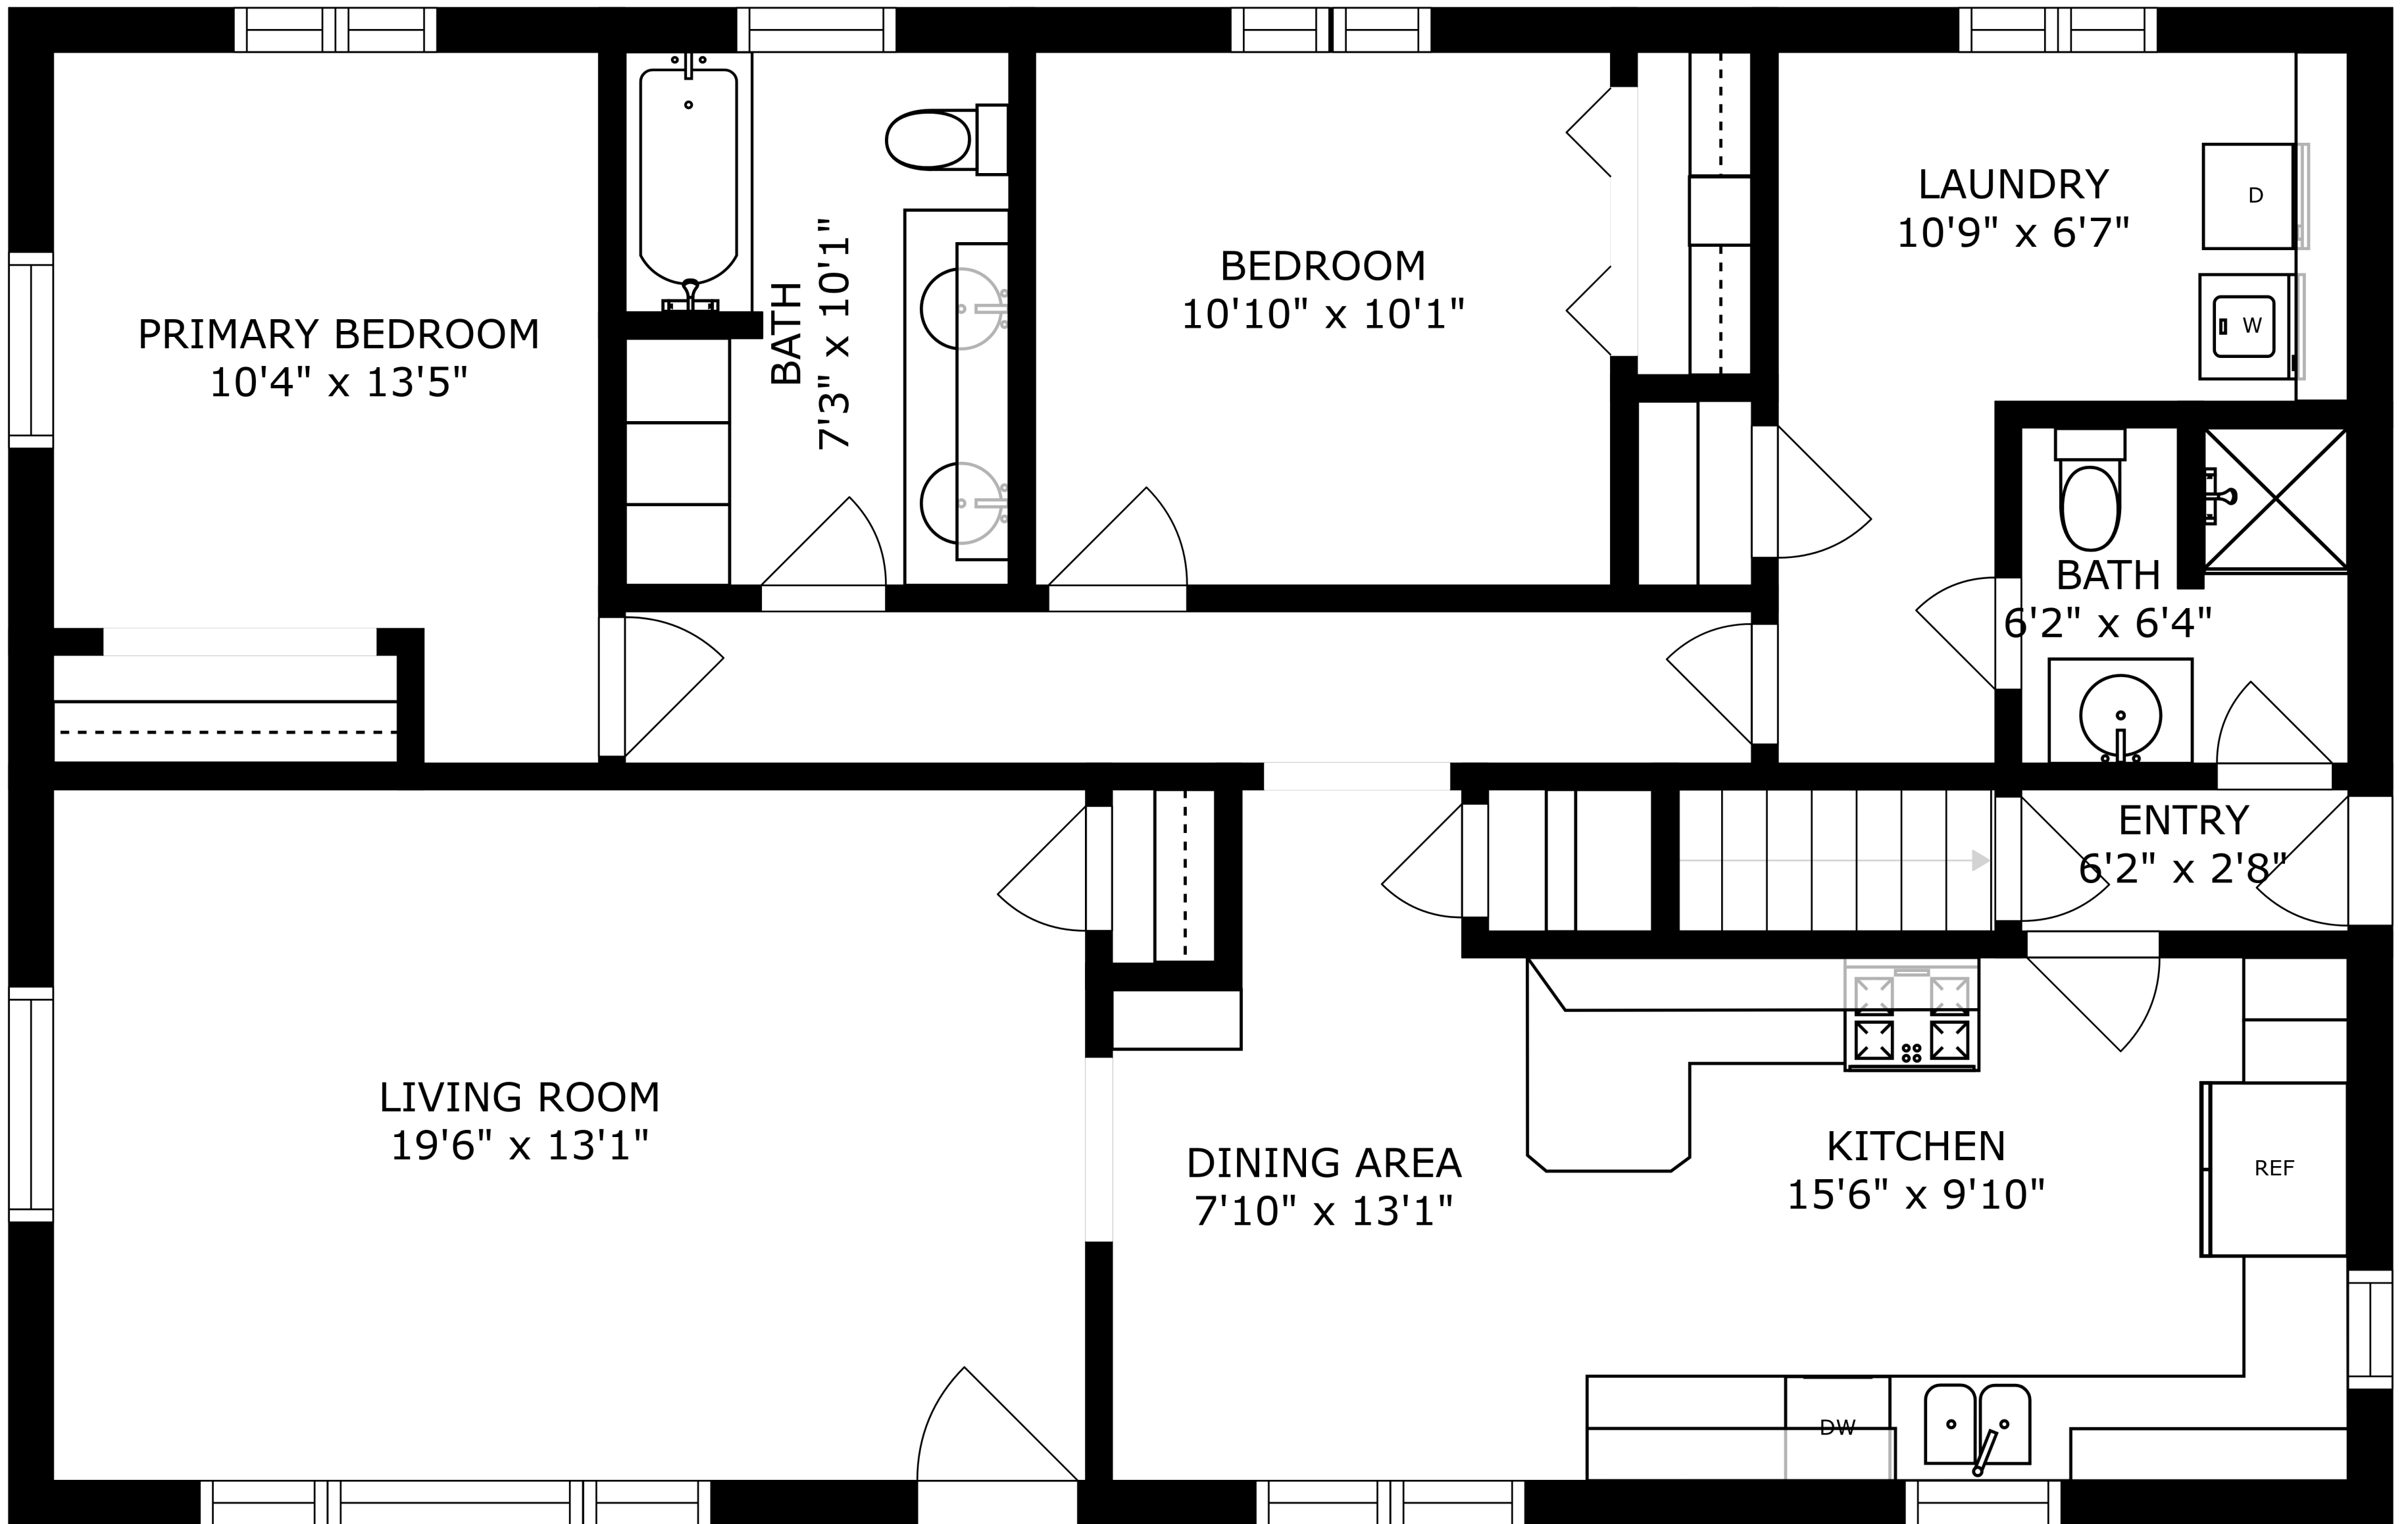 LAUNDRY
10'9" x 6'7"
D
W
BEDROOM
10'10" x 10'1"
BATH
7'3" x 10'1"
PRIMARY BEDROOM
10'4" x 13'5"
BATH
6'2" x 6'4"
ENTRY
6'2" x 2'8"
LIVING ROOM
19'6" x 13'1"
DINING AREA
7'10" x 13'1"
KITCHEN
15'6" x 9'10"
REF
DW